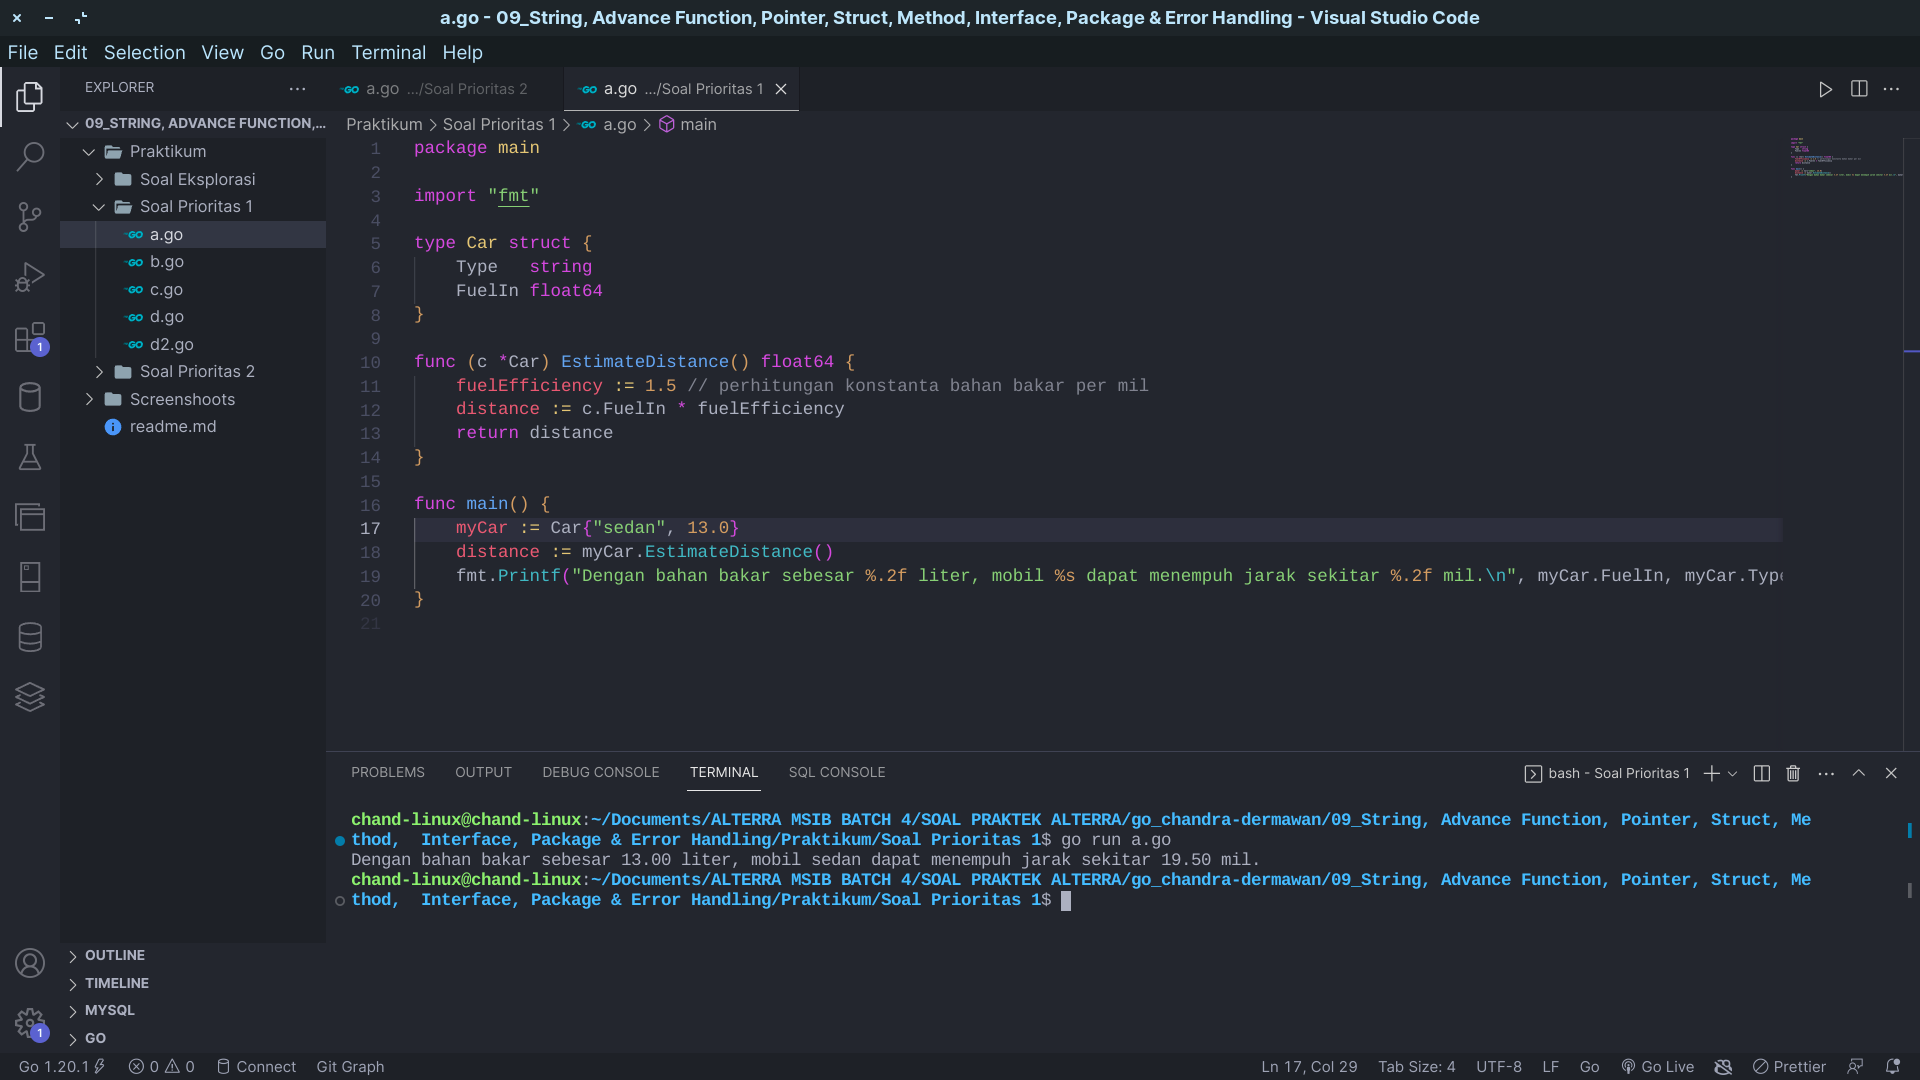 a.go - 09_String, Advance Function, Pointer, Struct, Method, Interface, Package & Error Handling - Visual Studio Code
File Edit Selection View Go Run Terminal Help
EXPLORER
a.go .../Soal Prioritas 2
a.go .../Soal Prioritas 1
09_STRING, ADVANCE FUNCTION,...
Praktikum
Soal Eksplorasi
Soal Prioritas 1
a.go
b.go
c.go
d.go
d2.go
Soal Prioritas 2
Screenshoots
readme.md
Praktikum > Soal Prioritas 1 > a.go > main
1 package main
2
3 import "fmt"
4
5 type Car struct {
6 Type   string
7 FuelIn float64
8 }
9
10 func (c *Car) EstimateDistance() float64 {
11 fuelEfficiency := 1.5 // perhitungan konstanta bahan bakar per mil
12 distance := c.FuelIn * fuelEfficiency
13 return distance
14 }
15
16 func main() {
17 myCar := Car{"sedan", 13.0}
18 distance := myCar.EstimateDistance()
19 fmt.Printf("Dengan bahan bakar sebesar %.2f liter, mobil %s dapat menempuh jarak sekitar %.2f mil.\n", myCar.FuelIn, myCar.Type
20 }
21
PROBLEMS OUTPUT DEBUG CONSOLE TERMINAL SQL CONSOLE
bash - Soal Prioritas 1
chand-linux@chand-linux:~/Documents/ALTERRA MSIB BATCH 4/SOAL PRAKTEK ALTERRA/go_chandra-dermawan/09_String, Advance Function, Pointer, Struct, Me
thod,  Interface, Package & Error Handling/Praktikum/Soal Prioritas 1$ go run a.go
Dengan bahan bakar sebesar 13.00 liter, mobil sedan dapat menempuh jarak sekitar 19.50 mil.
chand-linux@chand-linux:~/Documents/ALTERRA MSIB BATCH 4/SOAL PRAKTEK ALTERRA/go_chandra-dermawan/09_String, Advance Function, Pointer, Struct, Me
thod,  Interface, Package & Error Handling/Praktikum/Soal Prioritas 1$
OUTLINE
TIMELINE
MYSQL
GO
1
1
Go 1.20.1 0 0 Connect Git Graph
Ln 17, Col 29 Tab Size: 4 UTF-8 LF Go Go Live Prettier